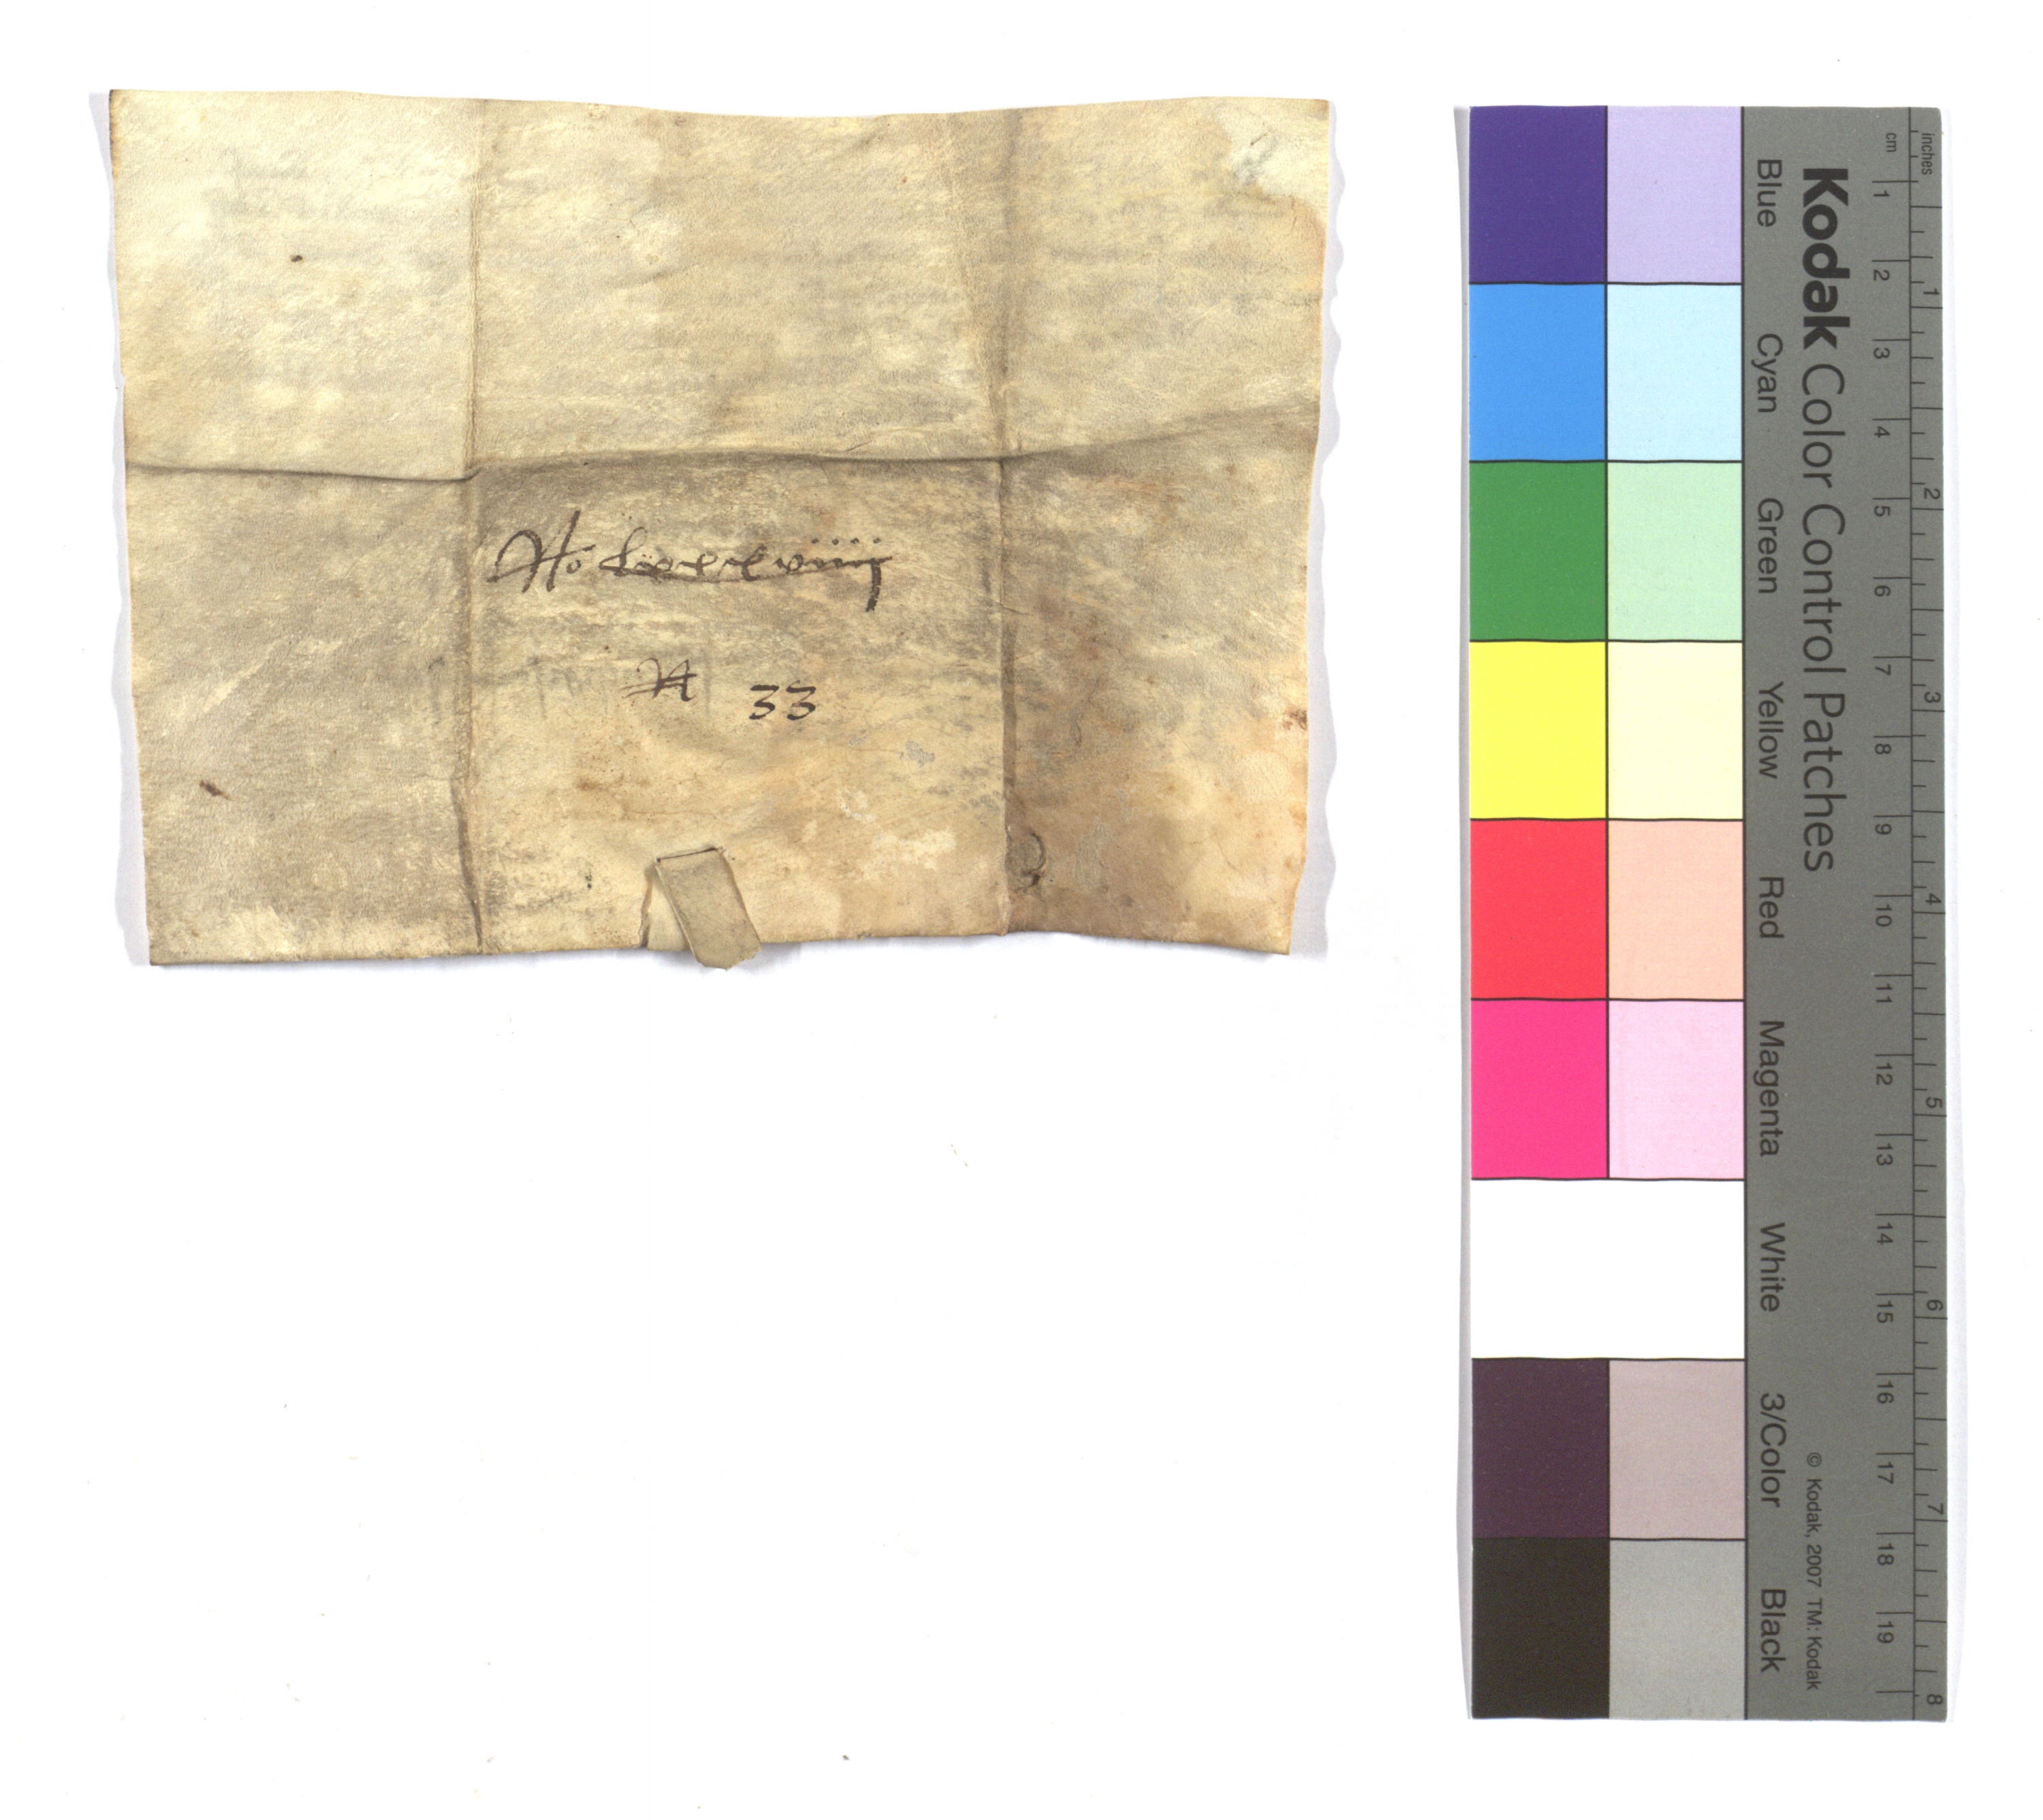 Ao lxxxxviiij
A 33
inches
cm
1 2 3 4 5 6 7 8 9 10 11 12 13 14 15 16 17 18 19
1 2 3 4 5 6 7 8
Kodak Color Control Patches
© Kodak, 2007 TM: Kodak
Blue Cyan Green Yellow Red Magenta White 3/Color Black